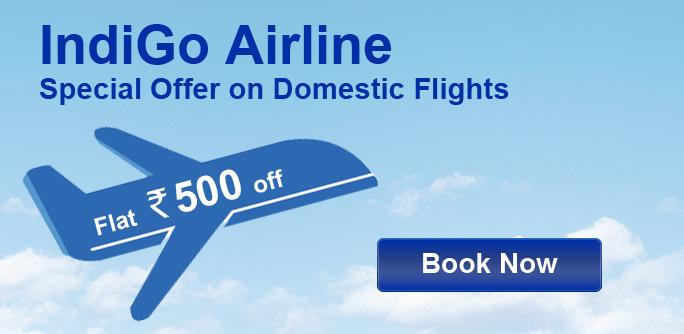 IndiGo Airline
Special Offer on Domestic Flights
Flat ₹500 off
Book Now